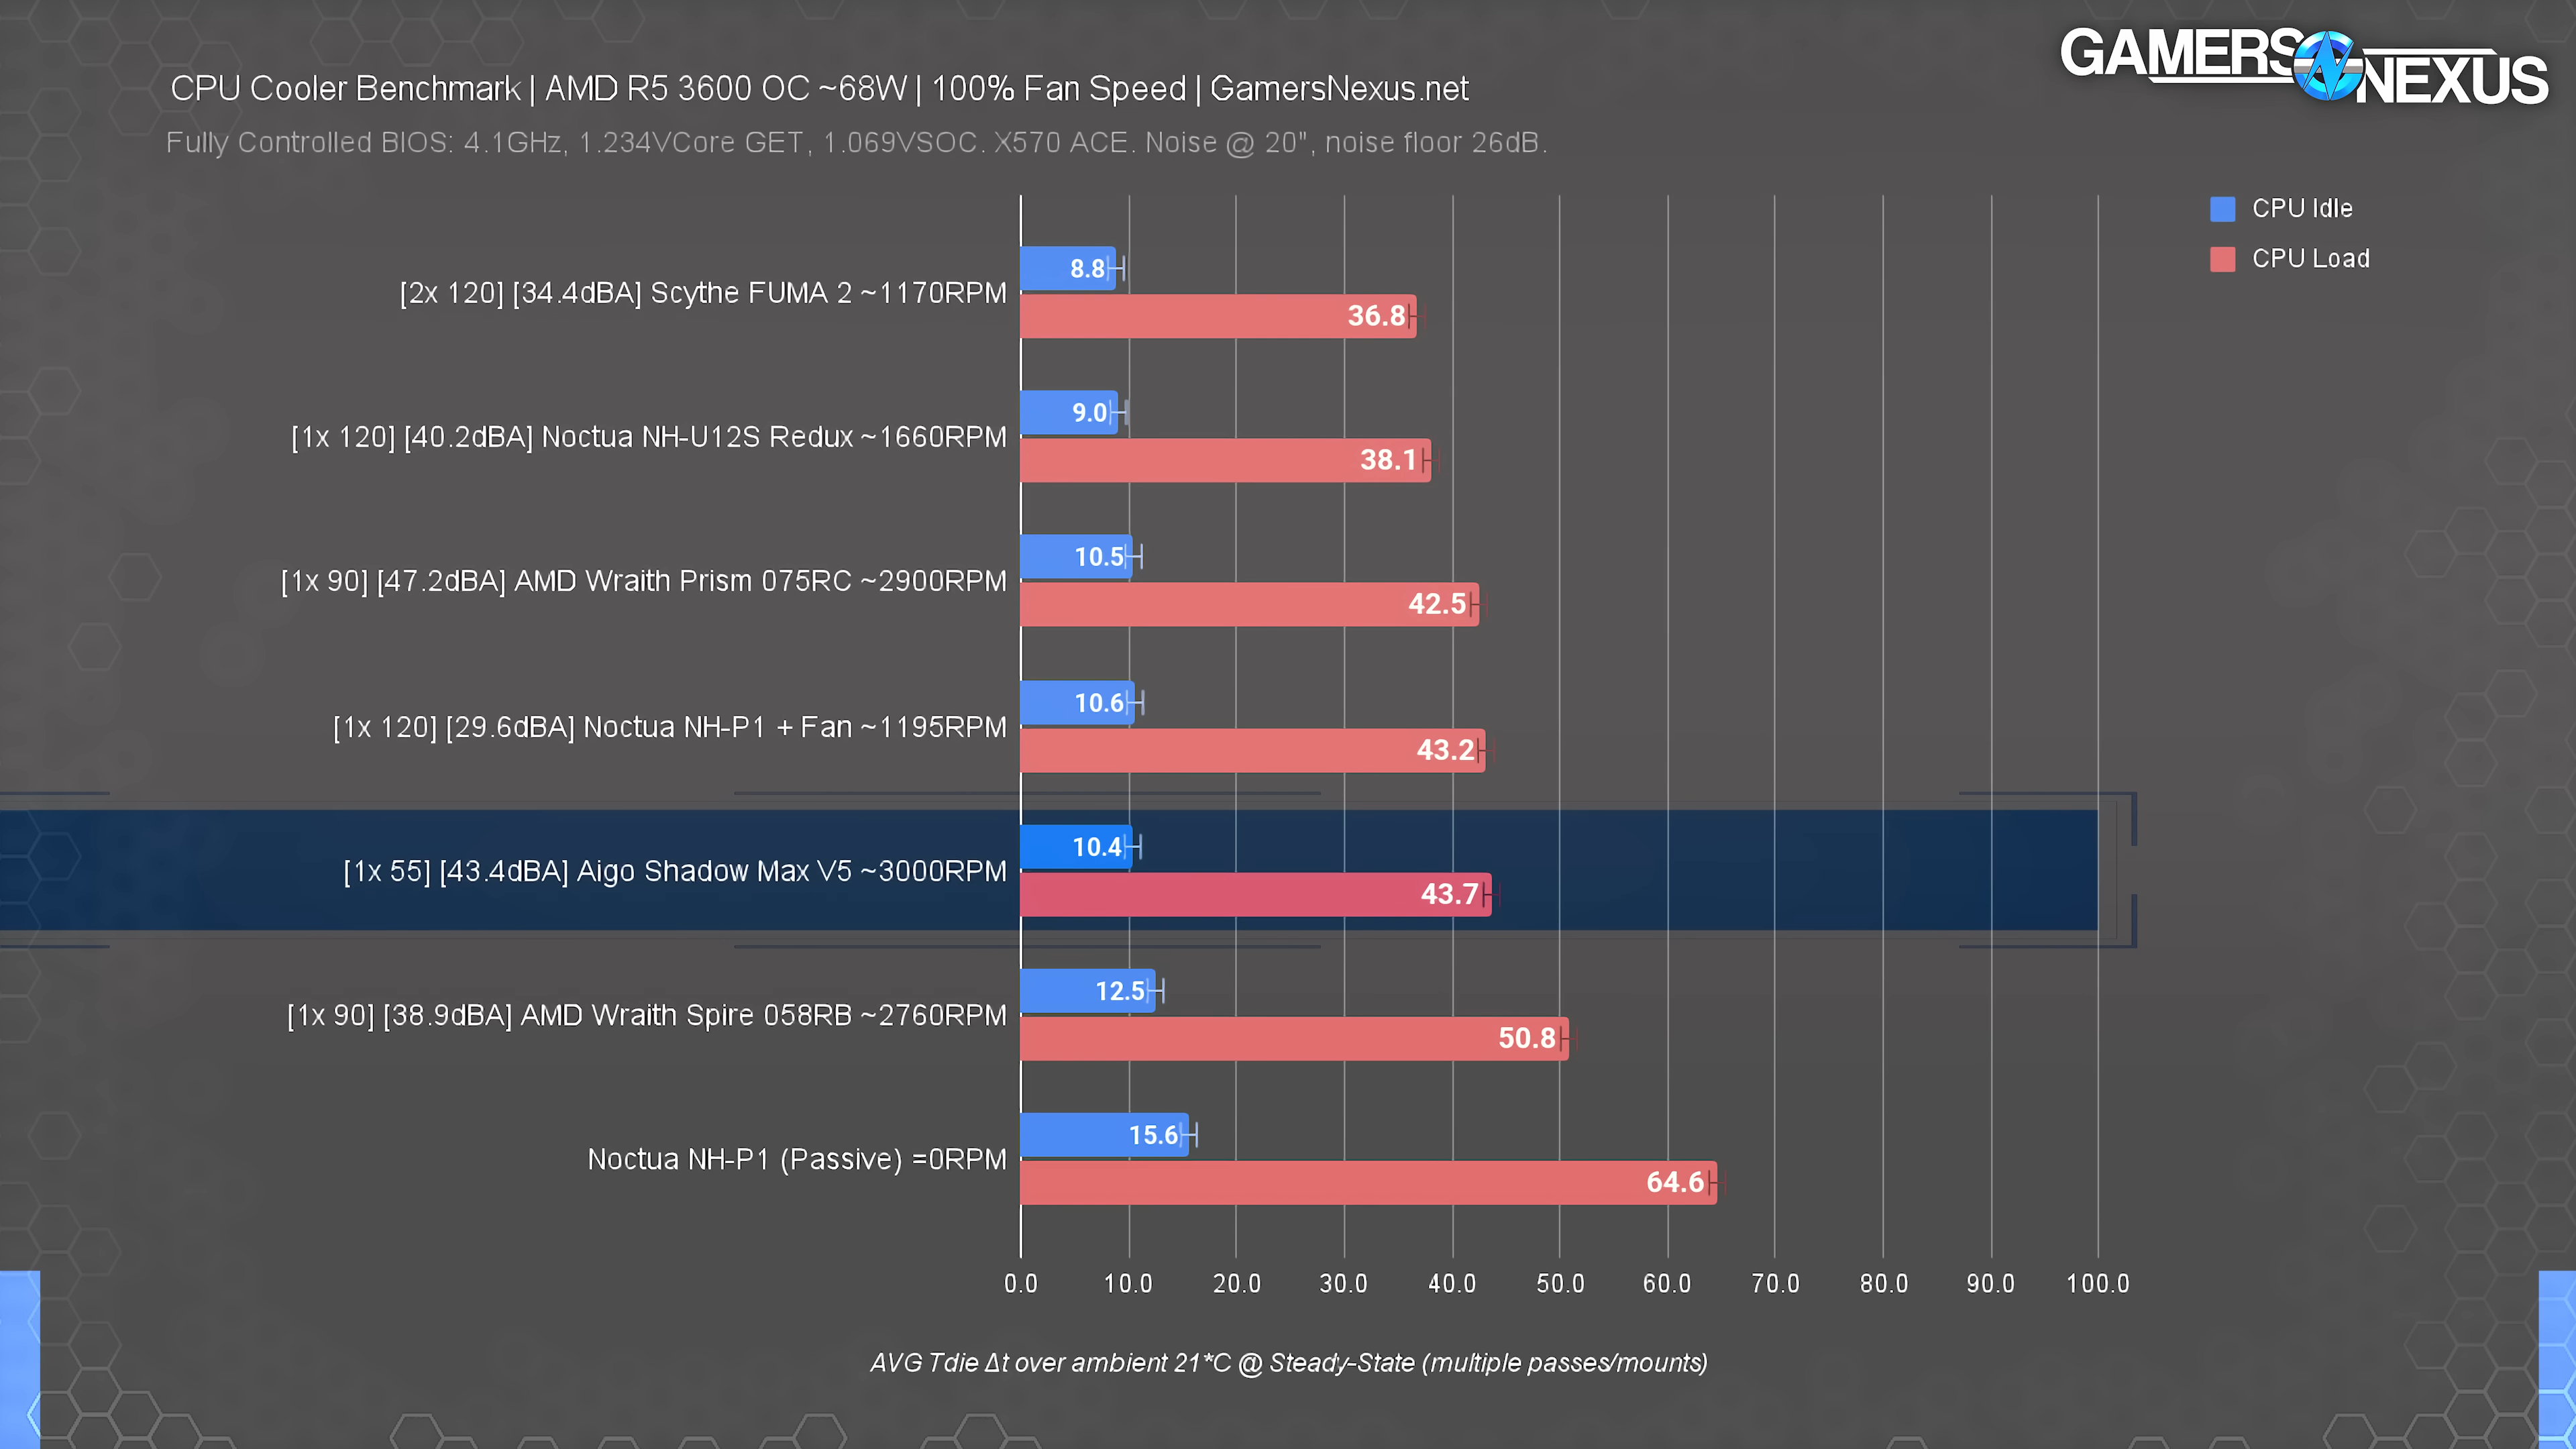 GAMERS NEXUS
CPU Cooler Benchmark | AMD R5 3600 OC ~68W | 100% Fan Speed | GamersNexus.net
Fully Controlled BIOS: 4.1GHz, 1.234VCore GET, 1.069VSOC. X570 ACE. Noise @ 20", noise floor 26dB.
CPU Idle
CPU Load
8.8
[2x 120] [34.4dBA] Scythe FUMA 2 ~1170RPM
36.8
9.0
[1x 120] [40.2dBA] Noctua NH-U12S Redux ~1660RPM
38.1
10.5
[1x 90] [47.2dBA] AMD Wraith Prism 075RC ~2900RPM
42.5
10.6
[1x 120] [29.6dBA] Noctua NH-P1 + Fan ~1195RPM
43.2
10.4
[1x 55] [43.4dBA] Aigo Shadow Max V5 ~3000RPM
43.7
12.5
[1x 90] [38.9dBA] AMD Wraith Spire 058RB ~2760RPM
50.8
15.6
Noctua NH-P1 (Passive) =0RPM
64.6
0.0 10.0 20.0 30.0 40.0 50.0 60.0 70.0 80.0 90.0 100.0
AVG Tdie Δt over ambient 21*C @ Steady-State (multiple passes/mounts)